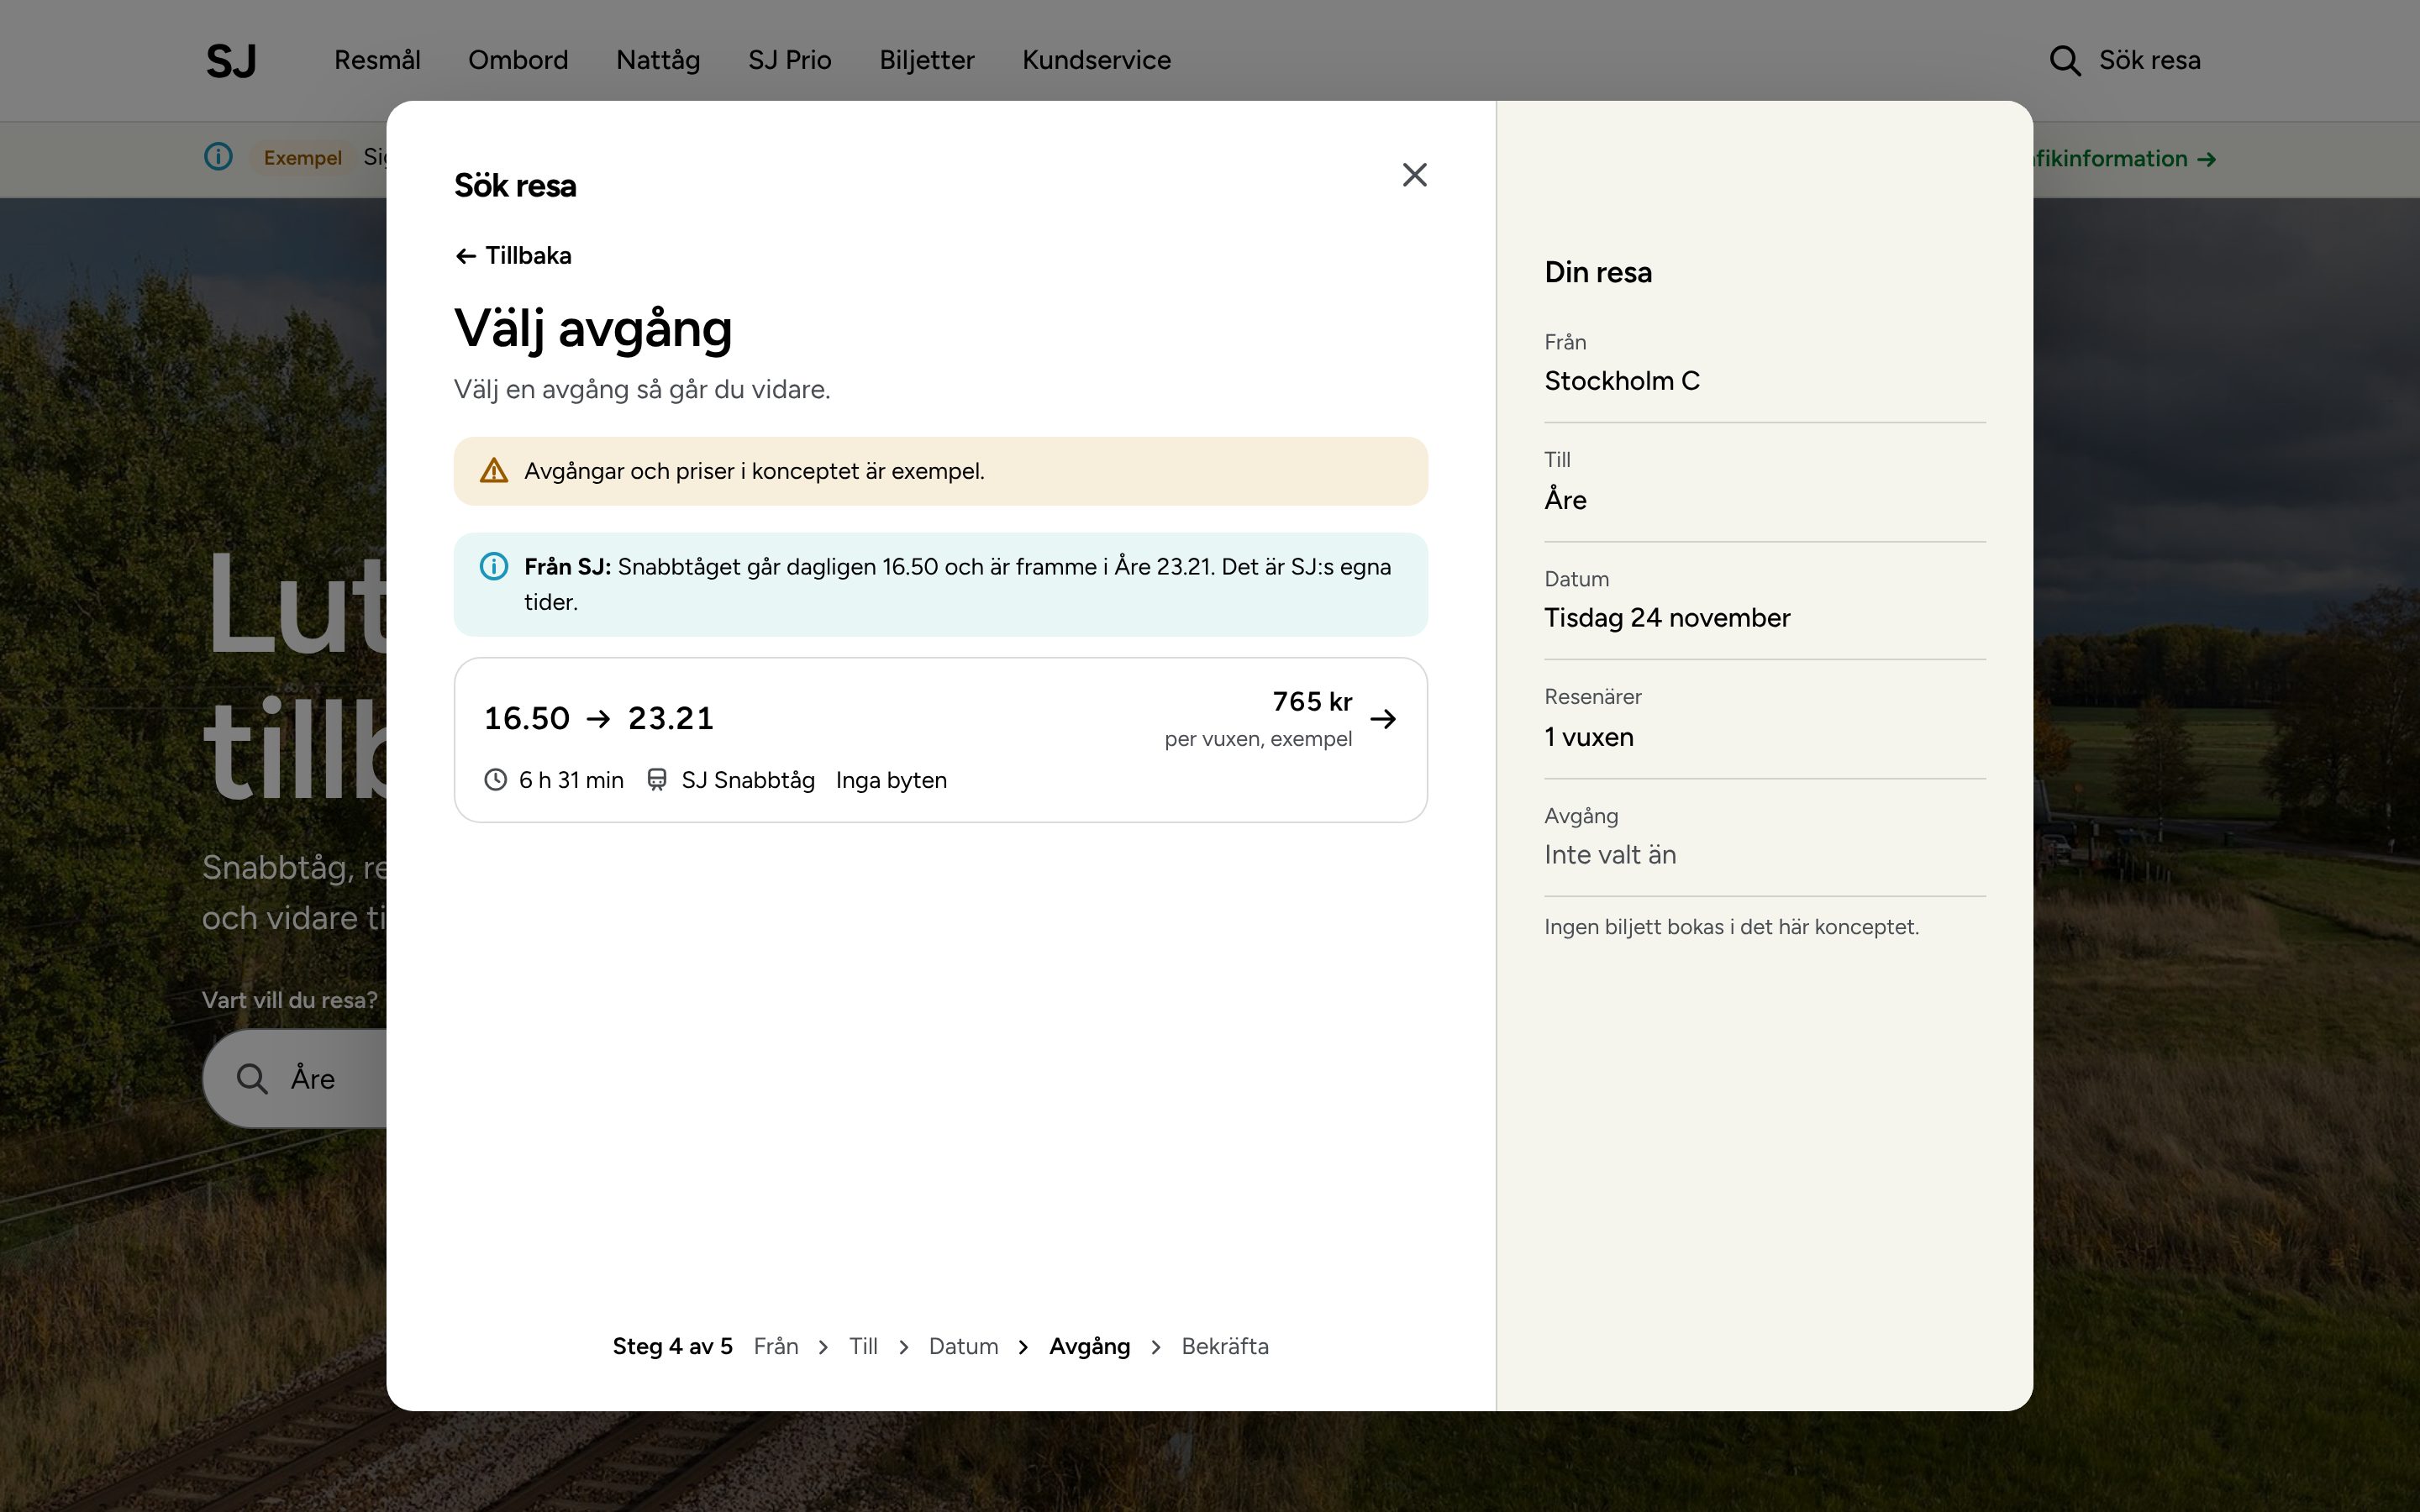 SJ
Resmål
Ombord
Nattåg
SJ Prio
Biljetter
Kundservice
Sök resa
Exempel
Sök resa
Tillbaka
Välj avgång
Välj en avgång så går du vidare.
Avgångar och priser i konceptet är exempel.
Från SJ: Snabbtåget går dagligen 16.50 och är framme i Åre 23.21. Det är SJ:s egna
tider.
16.50 → 23.21
765 kr
per vuxen, exempel
6 h 31 min
SJ Snabbtåg
Inga byten
Steg 4 av 5
Från
Till
Datum
Avgång
Bekräfta
Din resa
Från
Stockholm C
Till
Åre
Datum
Tisdag 24 november
Resenärer
1 vuxen
Avgång
Inte valt än
Ingen biljett bokas i det här konceptet.
Snabbtåg,
och vidare
Vart vill du resa?
Åre